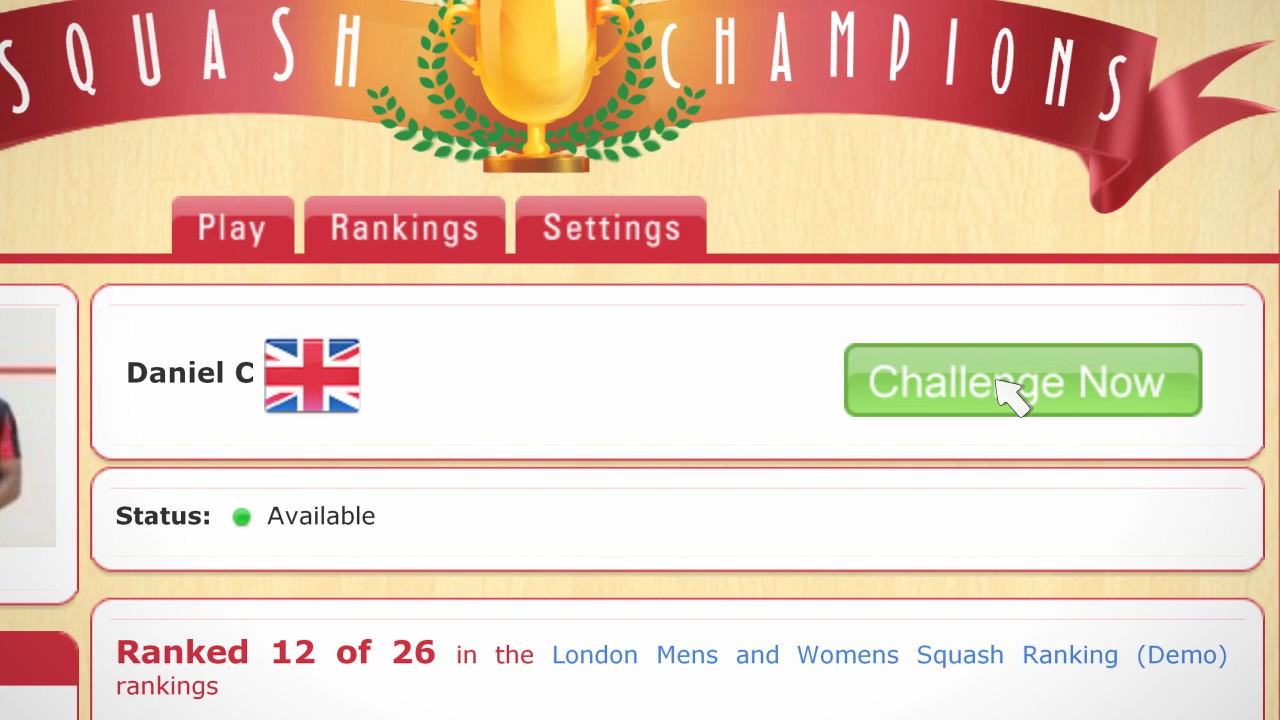 SQUASH CHAMPIONS
Play Rankings Settings
Daniel C
Challenge Now
Status: Available
Ranked 12 of 26 in the London Mens and Womens Squash Ranking (Demo)
rankings